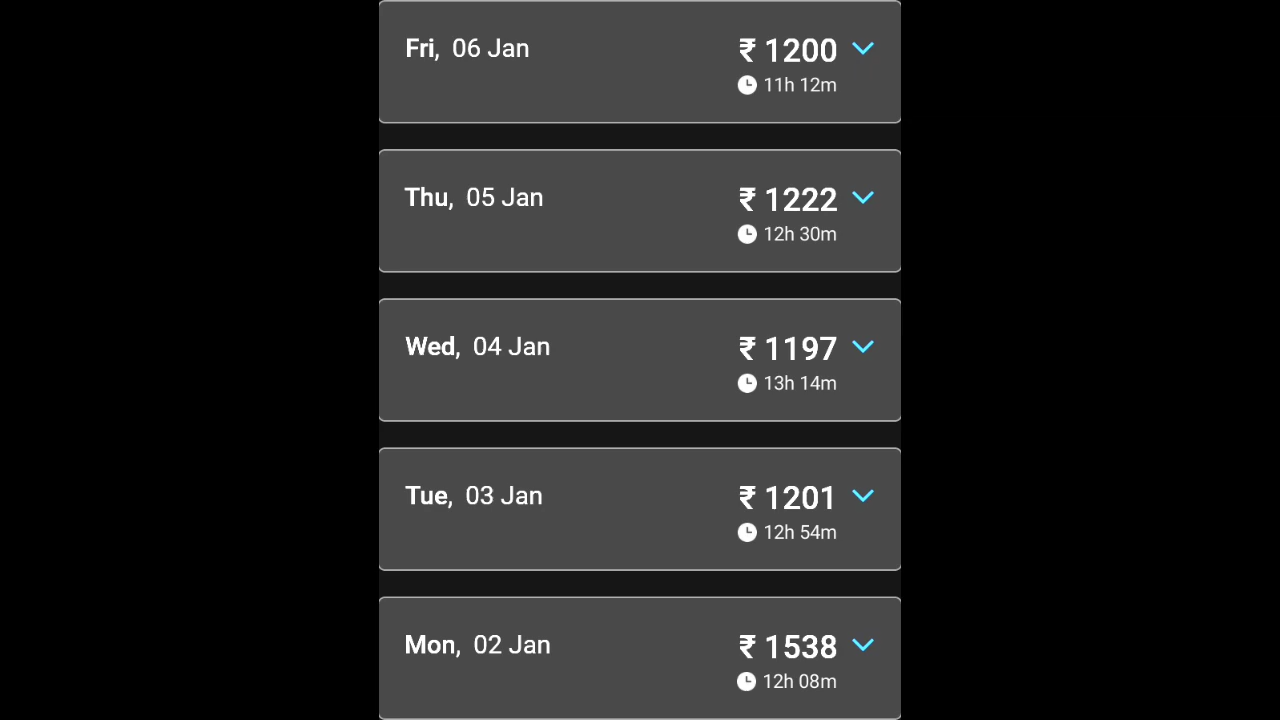 Fri, 06 Jan ₹ 1200
11h 12m
Thu, 05 Jan ₹ 1222
12h 30m
Wed, 04 Jan ₹ 1197
13h 14m
Tue, 03 Jan ₹ 1201
12h 54m
Mon, 02 Jan ₹ 1538
12h 08m